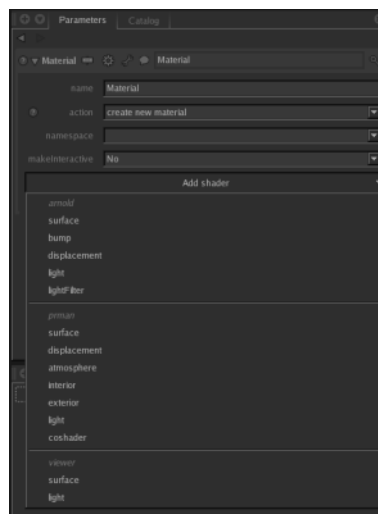 Parameters Catalog
Material Material
name Material
action create new material
namespace
makeInteractive No
Add shader
arnold
surface
bump
displacement
light
lightFilter
prman
surface
displacement
atmosphere
interior
exterior
light
coshader
viewer
surface
light